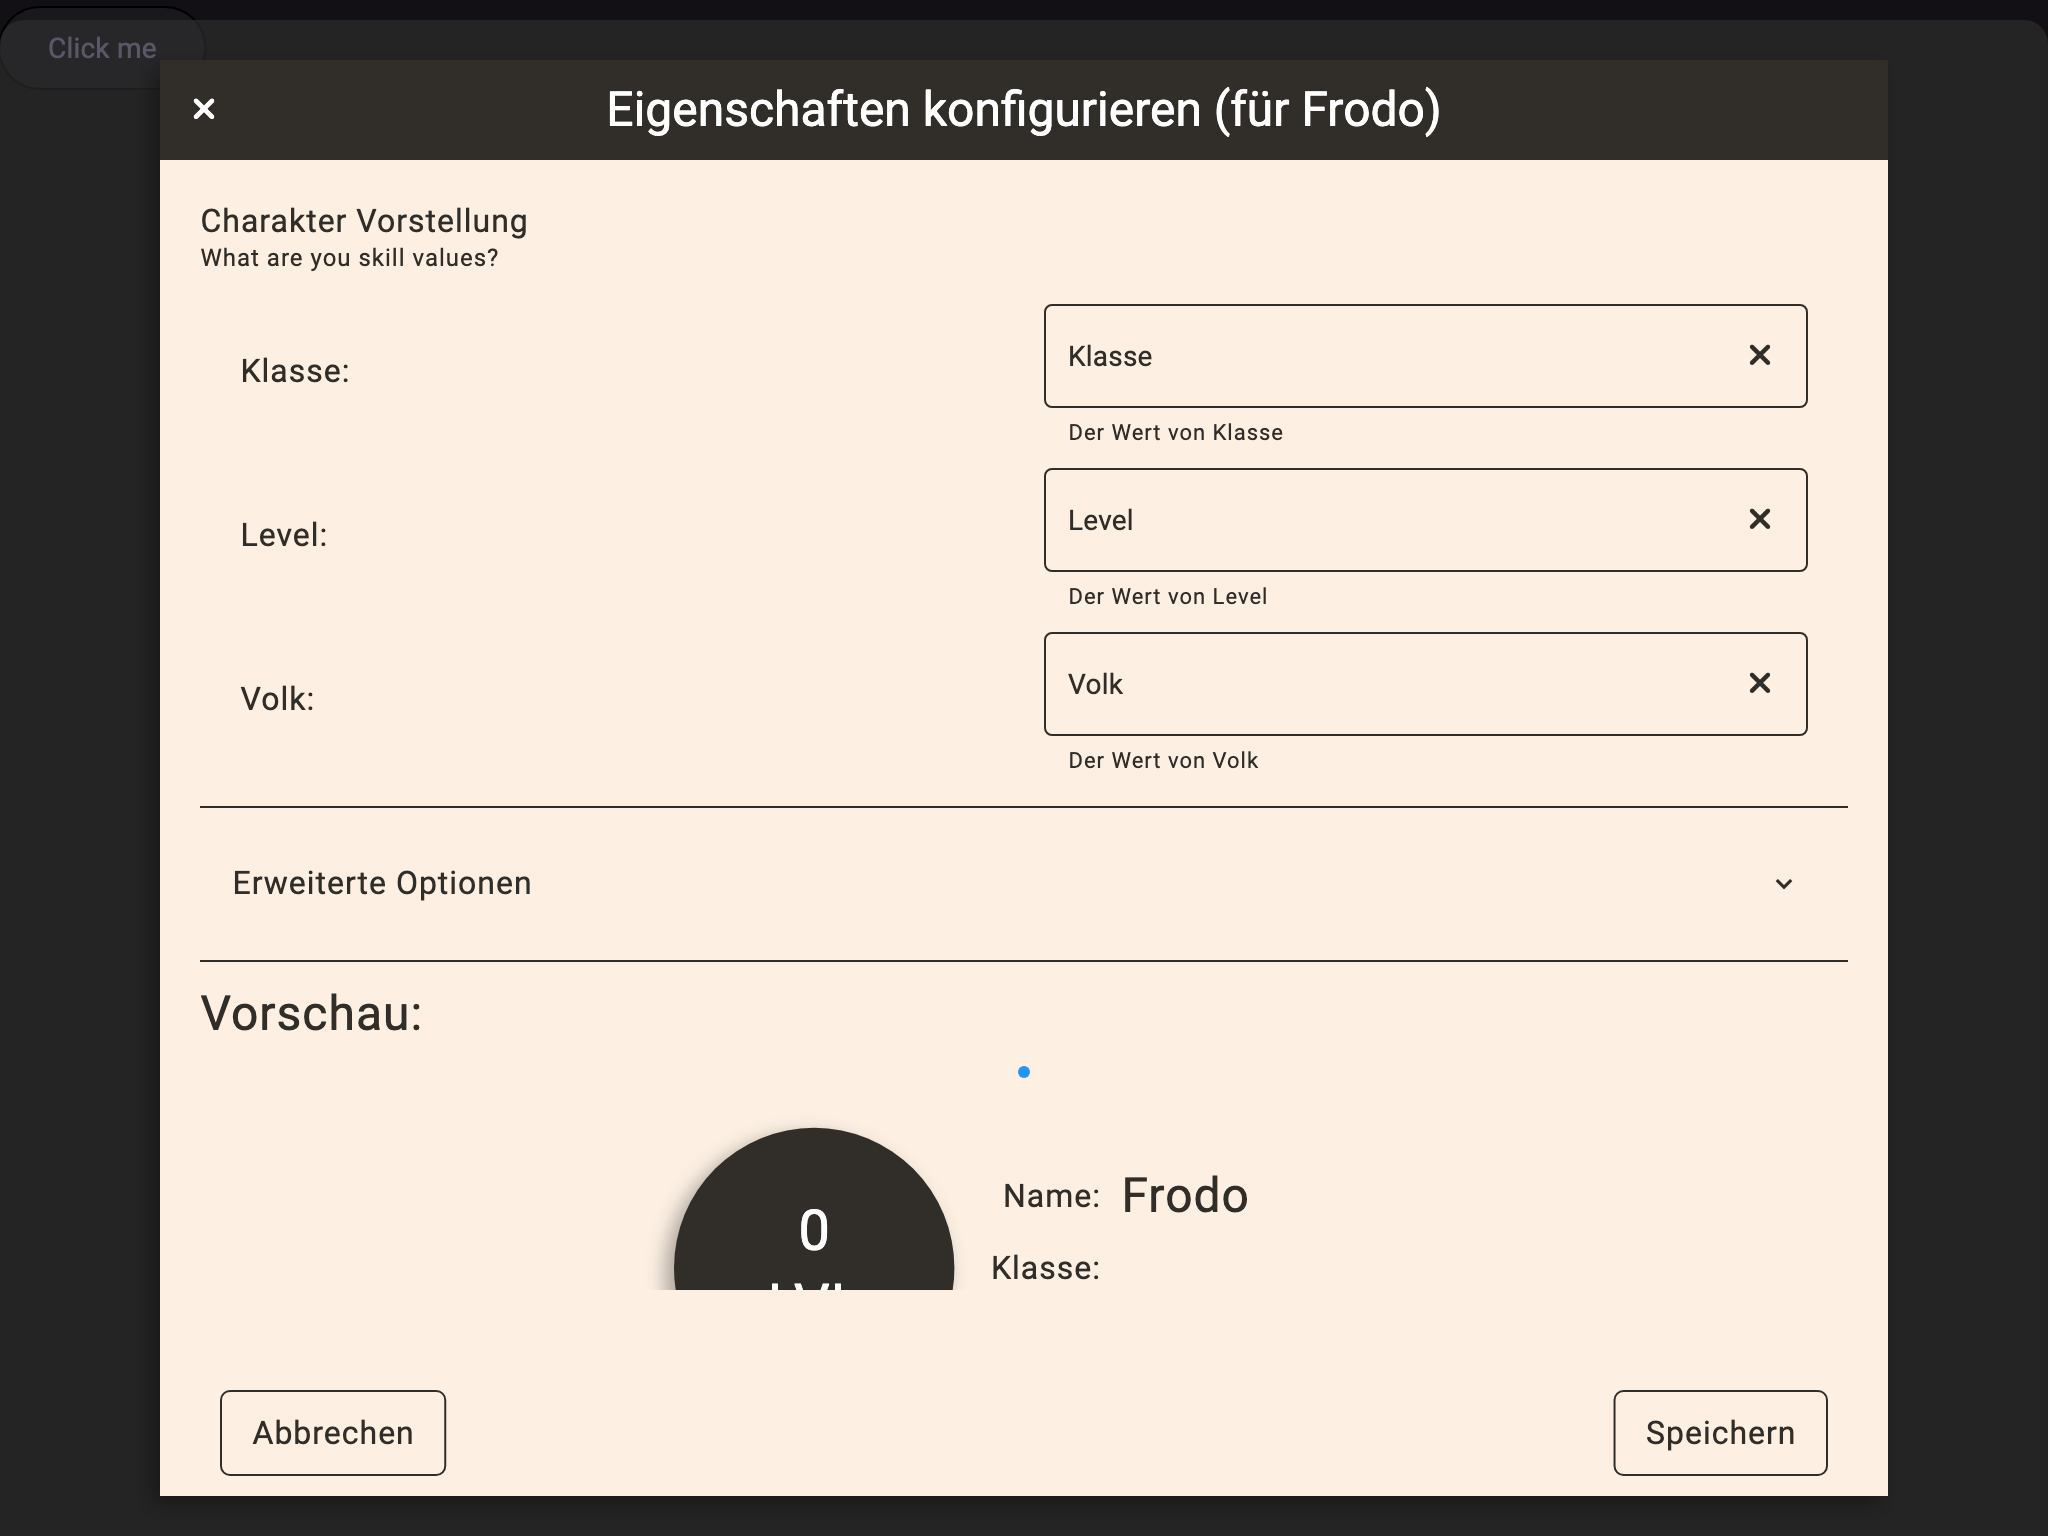 Click me
Eigenschaften konfigurieren (für Frodo)
Charakter Vorstellung
What are you skill values?
Klasse:
Klasse
Der Wert von Klasse
Level:
Level
Der Wert von Level
Volk:
Volk
Der Wert von Volk
Erweiterte Optionen
Vorschau:
0
Name: Frodo
Klasse:
Abbrechen
Speichern